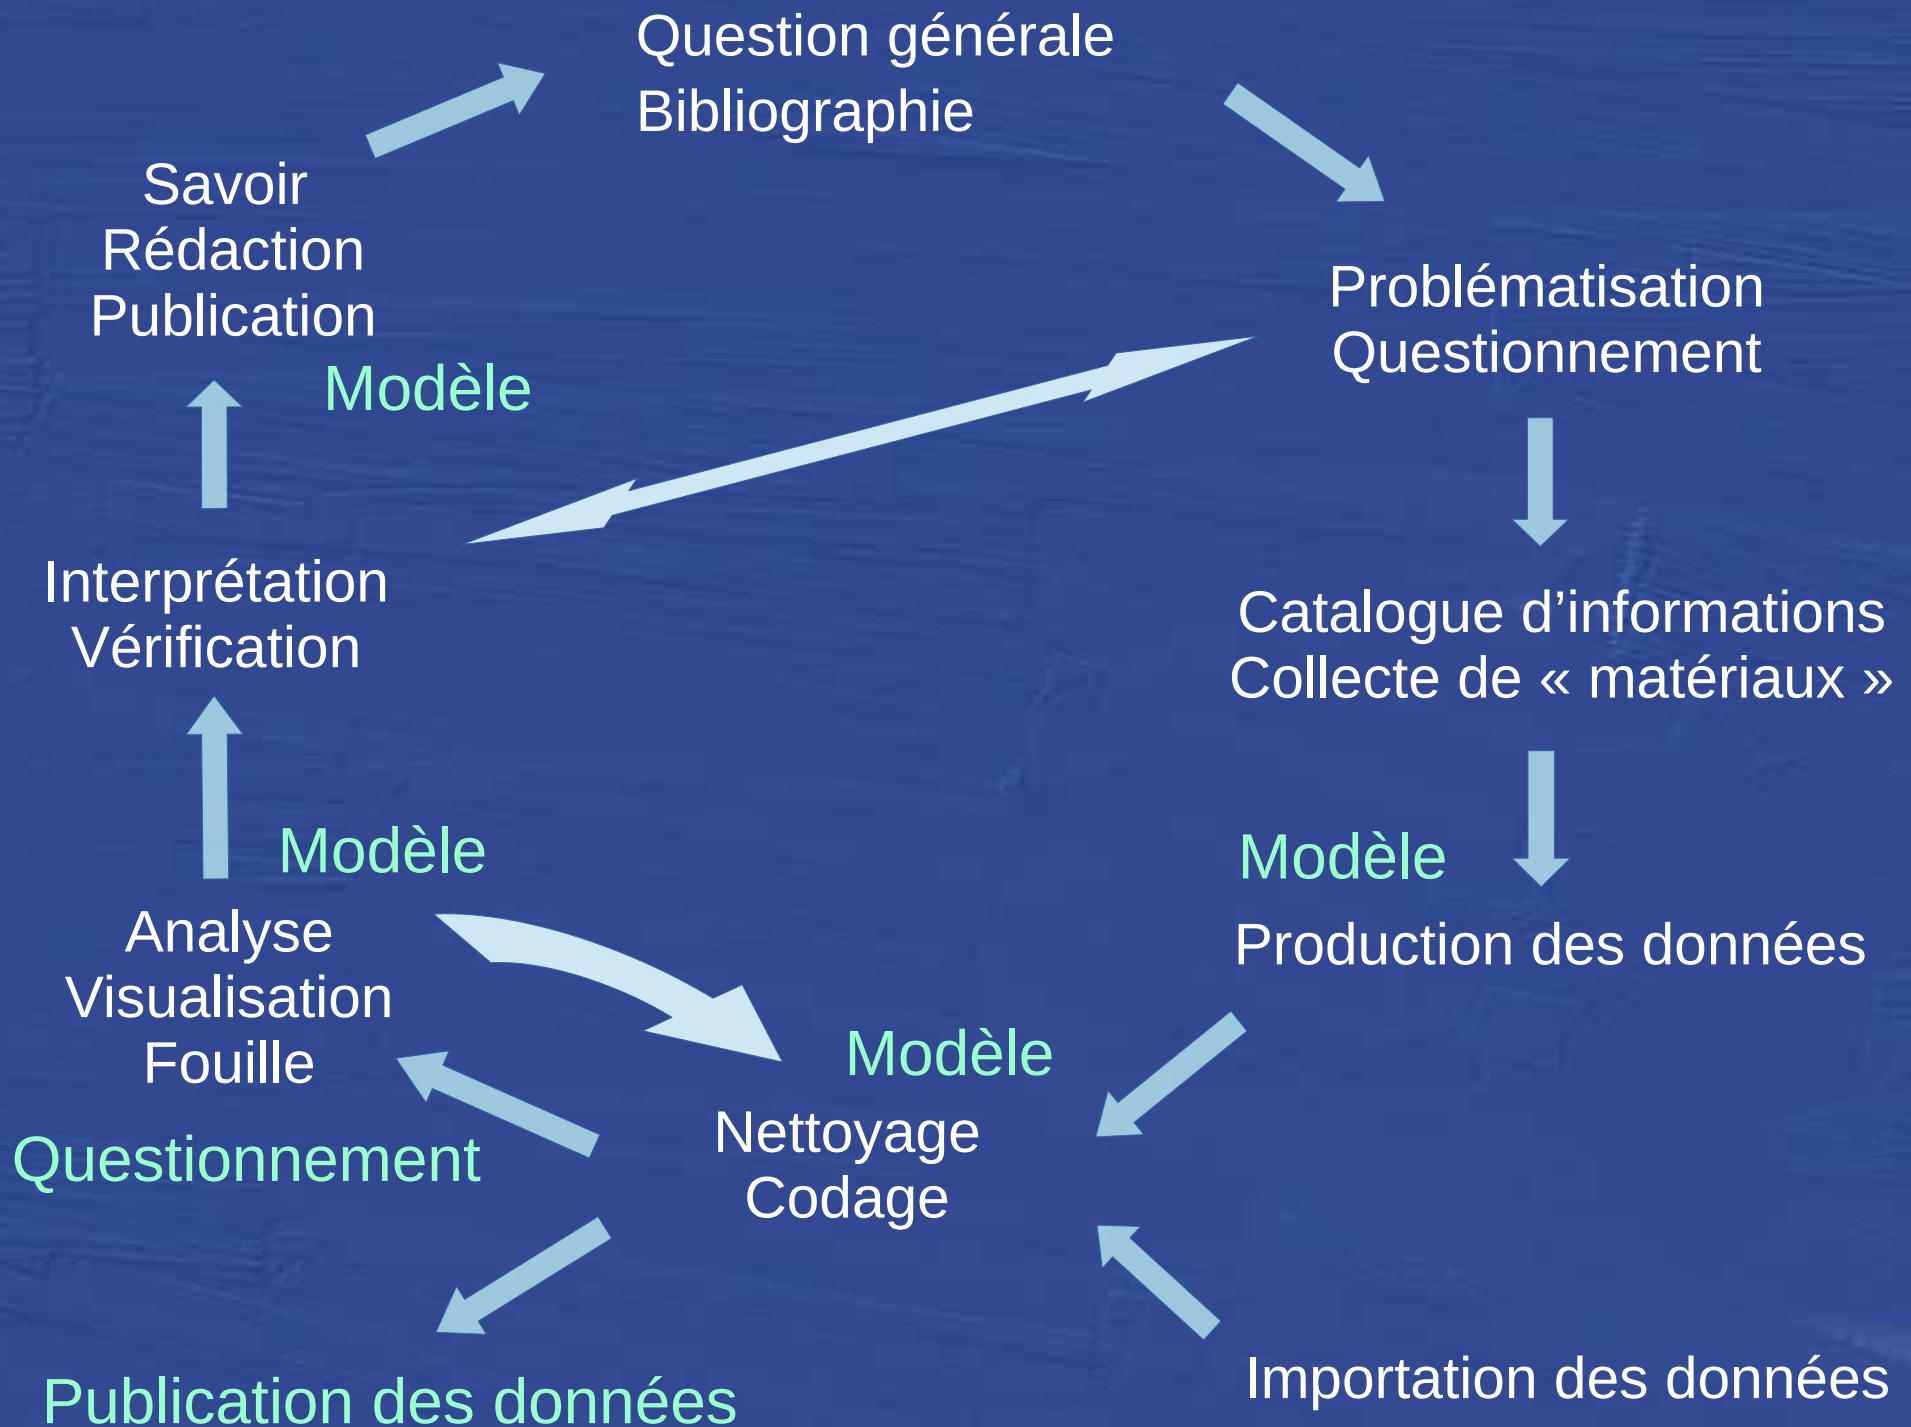 Question générale
Bibliographie
Savoir
Rédaction
Publication
Modèle
Problématisation
Questionnement
Interprétation
Vérification
Catalogue d’informations
Collecte de « matériaux »
Modèle
Analyse
Visualisation
Fouille
Questionnement
Modèle
Production des données
Modèle
Nettoyage
Codage
Publication des données
Importation des données